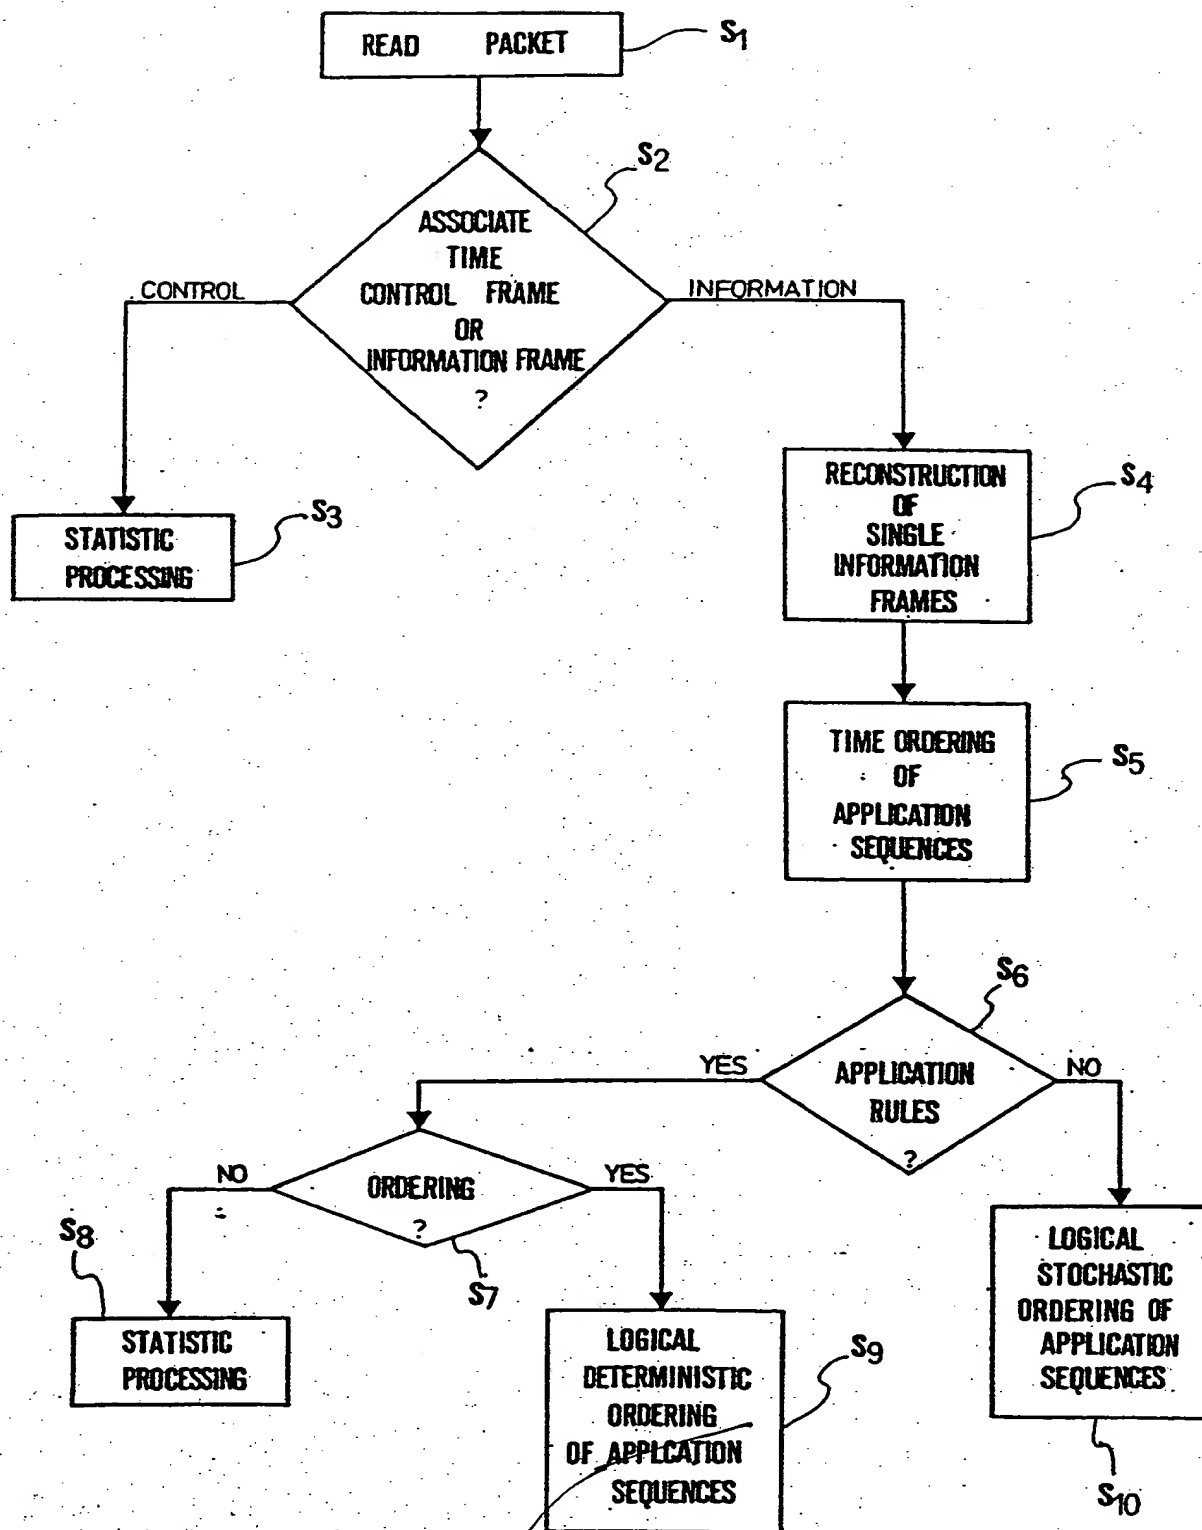 READ PACKET
S1
S2
ASSOCIATE
TIME
CONTROL FRAME
OR
INFORMATION FRAME
?
CONTROL
INFORMATION
S3
STATISTIC
PROCESSING
RECONSTRUCTION
OF
SINGLE
INFORMATION
FRAMES
S4
TIME ORDERING
OF
APPLICATION
SEQUENCES
S5
S6
APPLICATION
RULES
?
YES
NO
ORDERING
?
NO
YES
S7
S8
STATISTIC
PROCESSING
LOGICAL
DETERMINISTIC
ORDERING
OF APPLCATION
SEQUENCES
S9
LOGICAL
STOCHASTIC
ORDERING OF
APPLICATION
SEQUENCES
S10